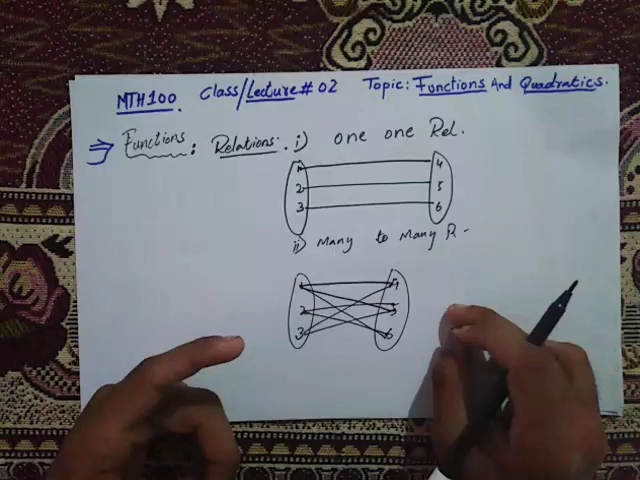 MTH100 Class/Lecture # 02 Topic: Functions And Quadratics.
⇒ Functions : Relations. i) one one Rel.
1 4
2 5
3 6
ii) Many to Many R.
1 4
2 5
3 6